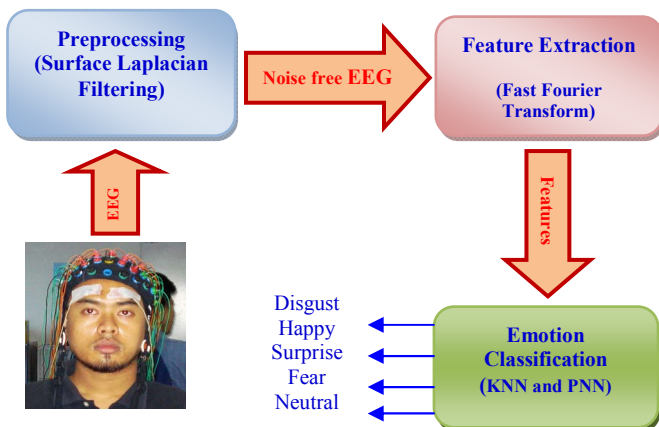 Preprocessing
(Surface Laplacian
Filtering)
Noise free EEG
Feature Extraction
(Fast Fourier
Transform)
EEG
Features
Disgust
Happy
Surprise
Fear
Neutral
Emotion
Classification
(KNN and PNN)